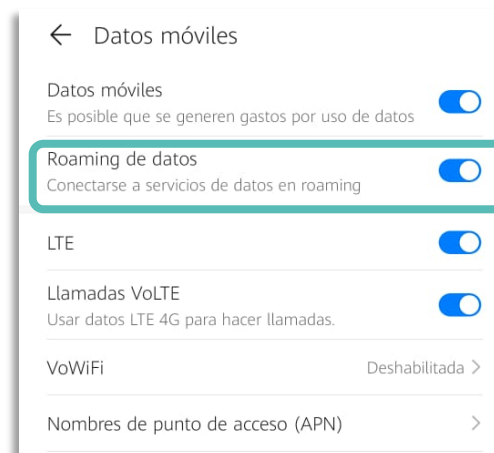 Datos móviles
Datos móviles
Es posible que se generen gastos por uso de datos
Roaming de datos
Conectarse a servicios de datos en roaming
LTE
Llamadas VoLTE
Usar datos LTE 4G para hacer llamadas.
VoWiFi
Deshabilitada
Nombres de punto de acceso (APN)